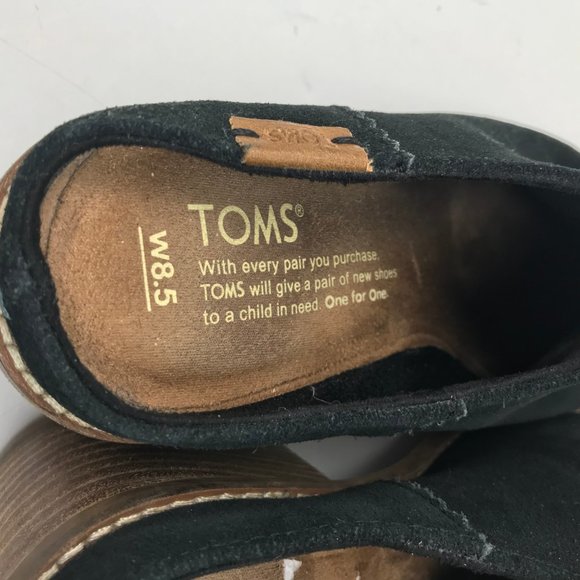 TOMS®
With every pair you purchase,
TOMS will give a pair of new shoes
to a child in need. One for One.
W8.5